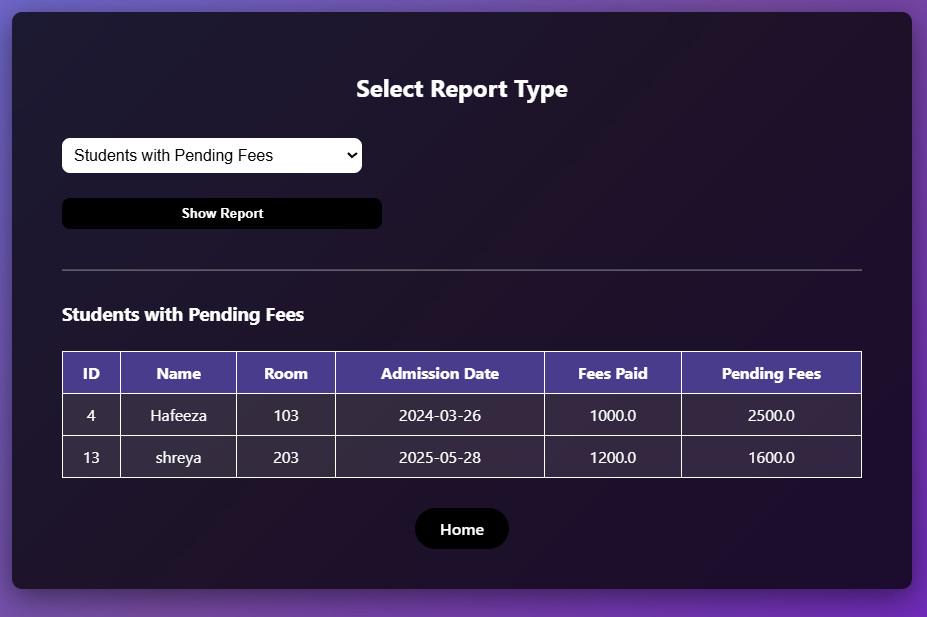 Select Report Type
Students with Pending Fees
Show Report
Students with Pending Fees
ID Name Room Admission Date Fees Paid Pending Fees
4 Hafeeza 103 2024-03-26 1000.0 2500.0
13 shreya 203 2025-05-28 1200.0 1600.0
Home